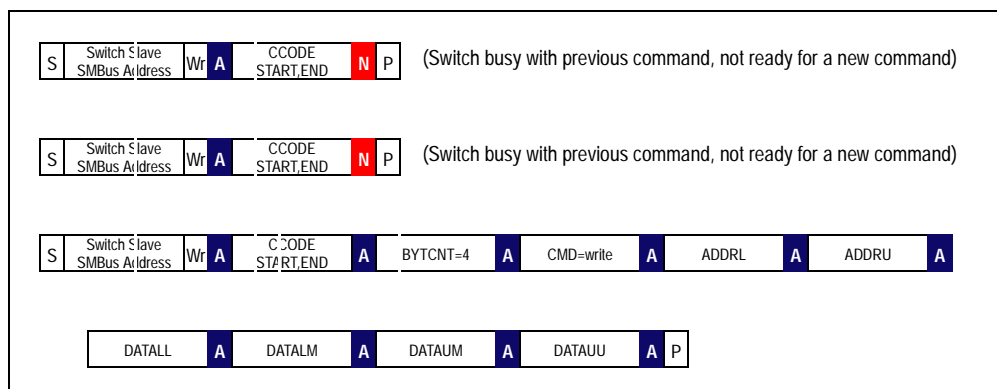 S Switch Slave SMBus Address Wr A CCODE START,END N P (Switch busy with previous command, not ready for a new command)
S Switch Slave SMBus Address Wr A CCODE START,END N P (Switch busy with previous command, not ready for a new command)
S Switch Slave SMBus Address Wr A CCODE START,END A BYTCNT=4 A CMD=write A ADDRL A ADDRU A
DATALL A DATALM A DATAUM A DATAUU A P